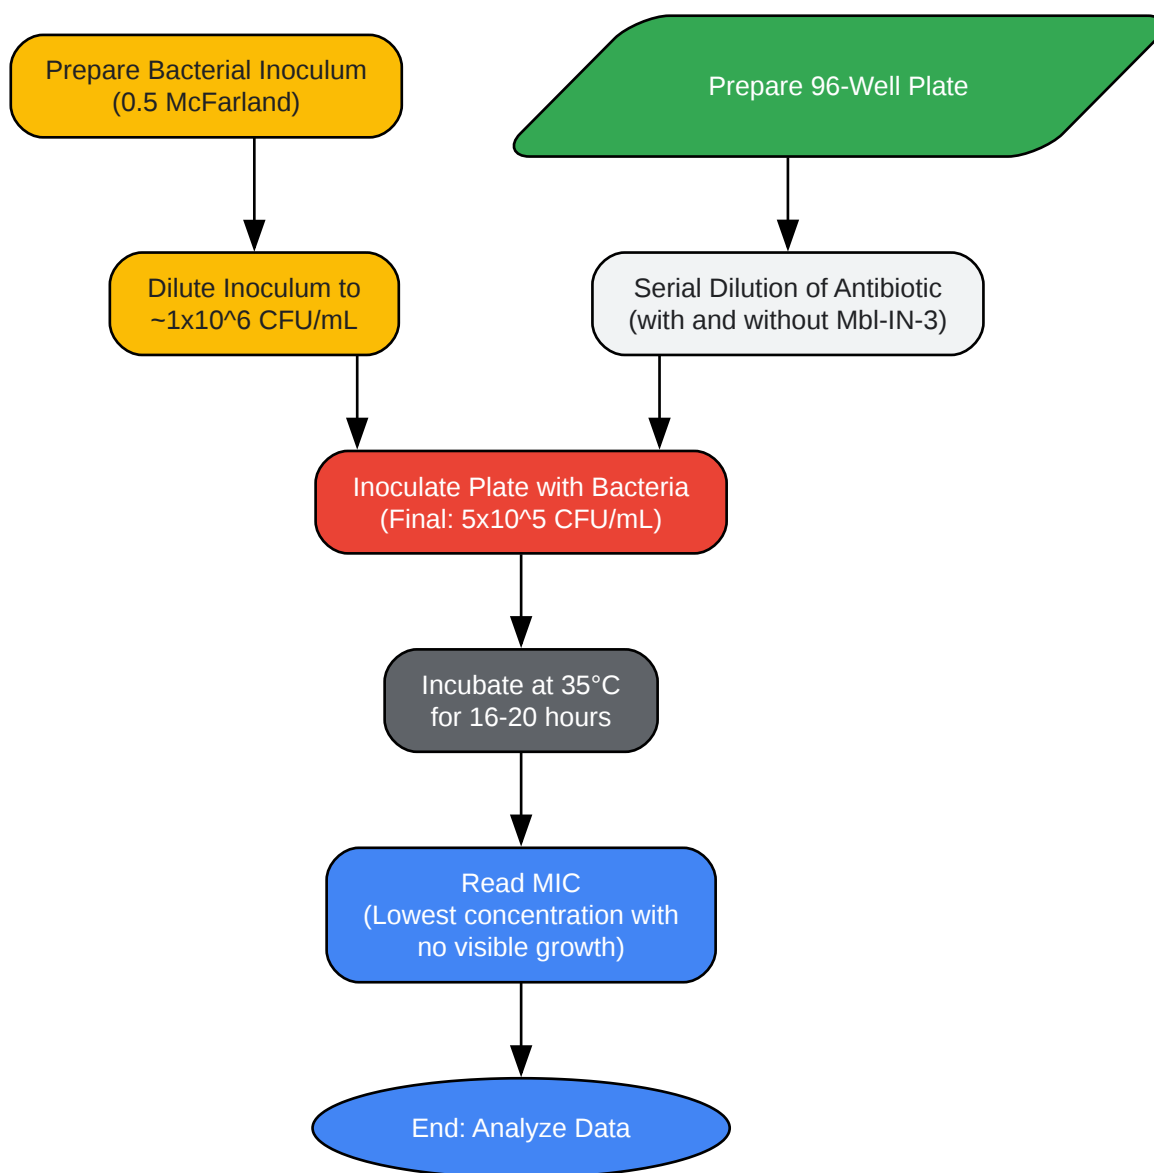 Prepare Bacterial Inoculum
(0.5 McFarland)
Prepare 96-Well Plate
Dilute Inoculum to
~1x10^6 CFU/mL
Serial Dilution of Antibiotic
(with and without Mbl-IN-3)
Inoculate Plate with Bacteria
(Final: 5x10^5 CFU/mL)
Incubate at 35°C
for 16-20 hours
Read MIC
(Lowest concentration with
no visible growth)
End: Analyze Data